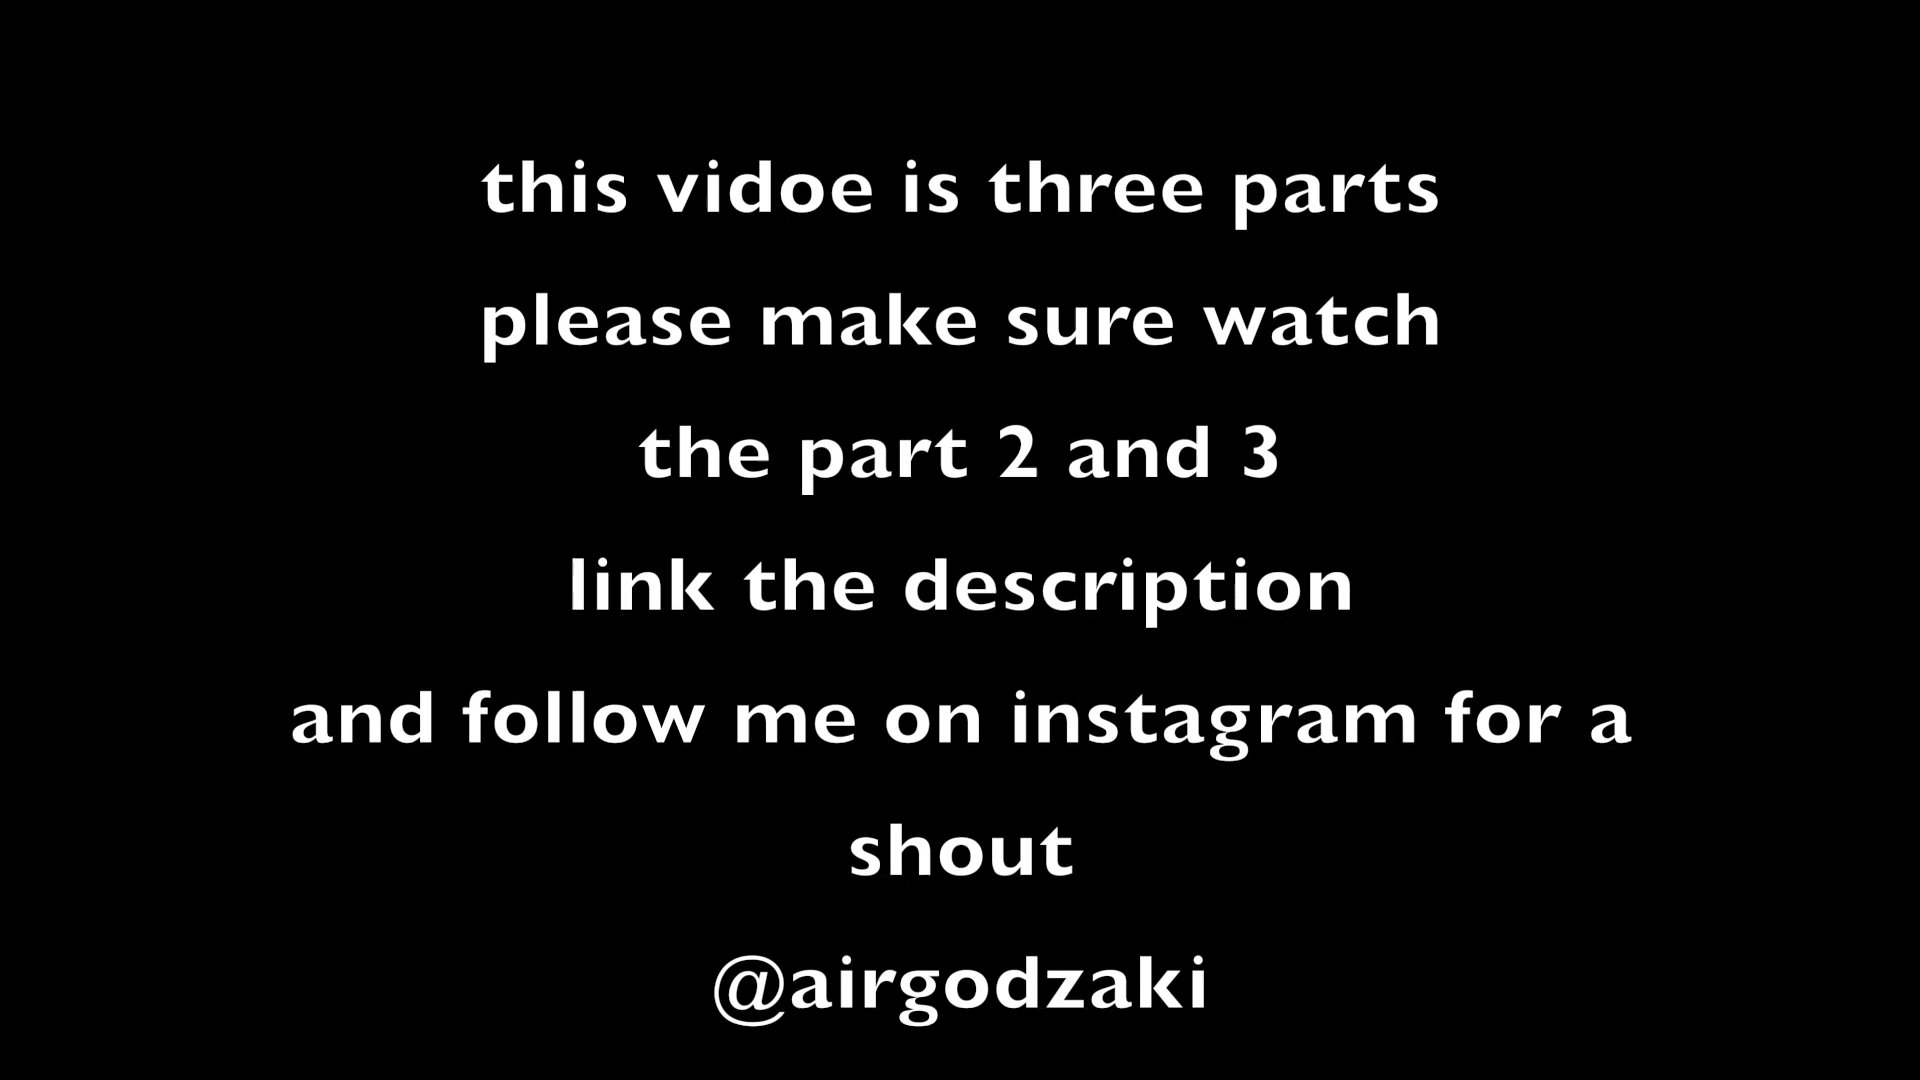 this vidoe is three parts
please make sure watch
the part 2 and 3
link the description
and follow me on instagram for a
shout
@airgodzaki